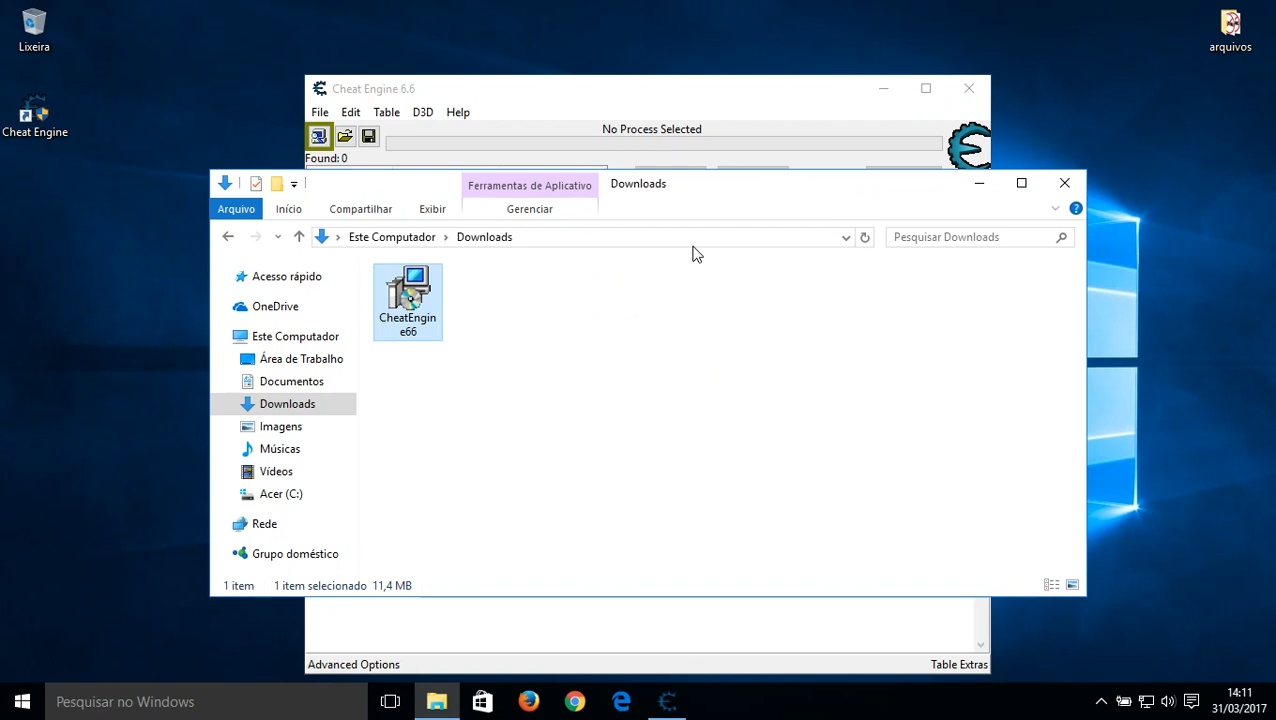 Lixeira
arquivos
Cheat Engine
Cheat Engine 6.6
File Edit Table D3D Help
No Process Selected
Found: 0
Ferramentas de Aplicativo Downloads
Arquivo Início Compartilhar Exibir Gerenciar
Este Computador Downloads
Pesquisar Downloads
Acesso rápido
OneDrive
Este Computador
Área de Trabalho
Documentos
Downloads
Imagens
Músicas
Vídeos
Acer (C:)
Rede
Grupo doméstico
CheatEngin
e66
1 item 1 item selecionado 11,4 MB
Advanced Options Table Extras
Pesquisar no Windows
14:11
31/03/2017